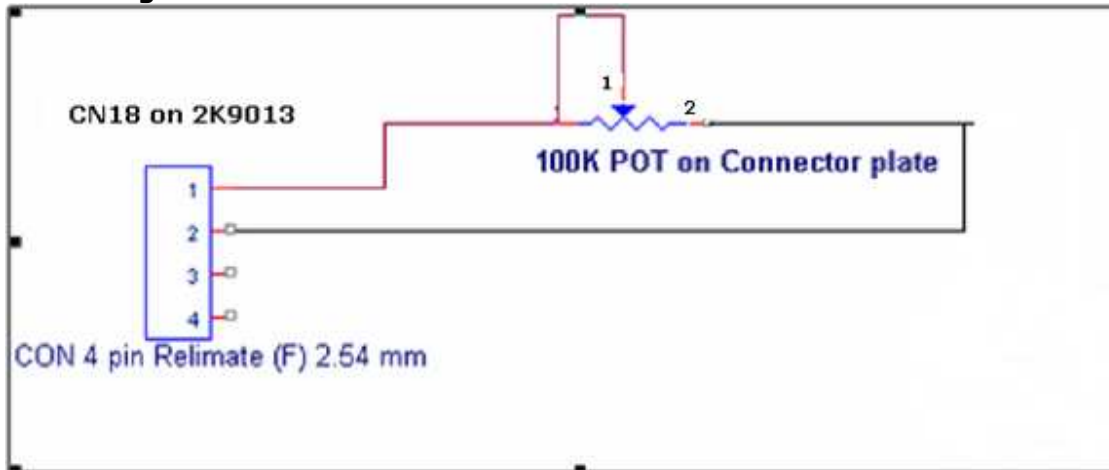 1
2
CN18 on 2K9013
100K POT on Connector plate
1
2
3
4
CON 4 pin Relimate (F) 2.54 mm